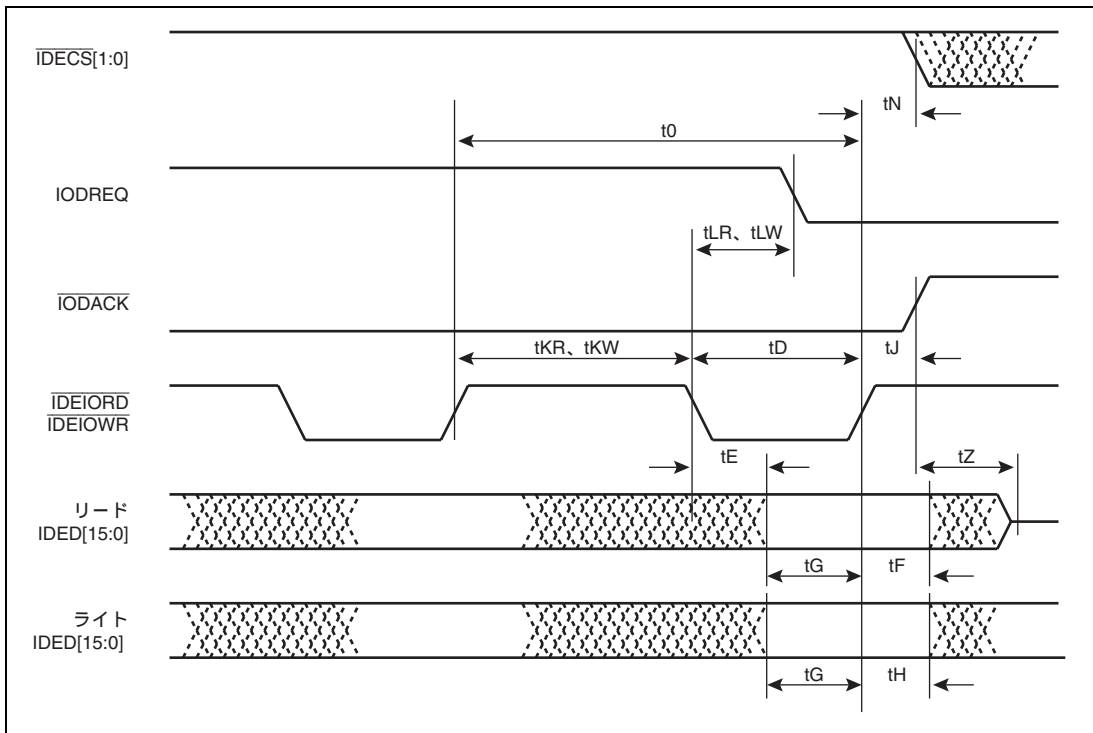 IDECS[1:0]
tN
t0
IODREQ
tLR、tLW
IODACK
tKR、tKW
tD
tJ
IDEIORD
IDEIOWR
tE
tZ
リード
IDED[15:0]
tG
tF
ライト
IDED[15:0]
tG
tH